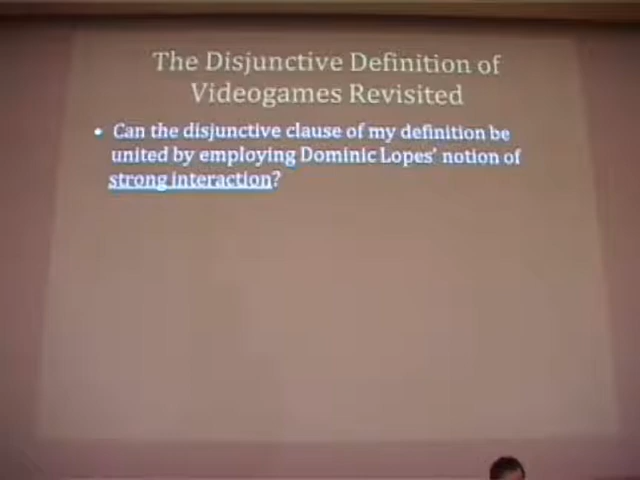 The Disjunctive Definition of
Videogames Revisited
• Can the disjunctive clause of my definition be
united by employing Dominic Lopes' notion of
strong interaction?